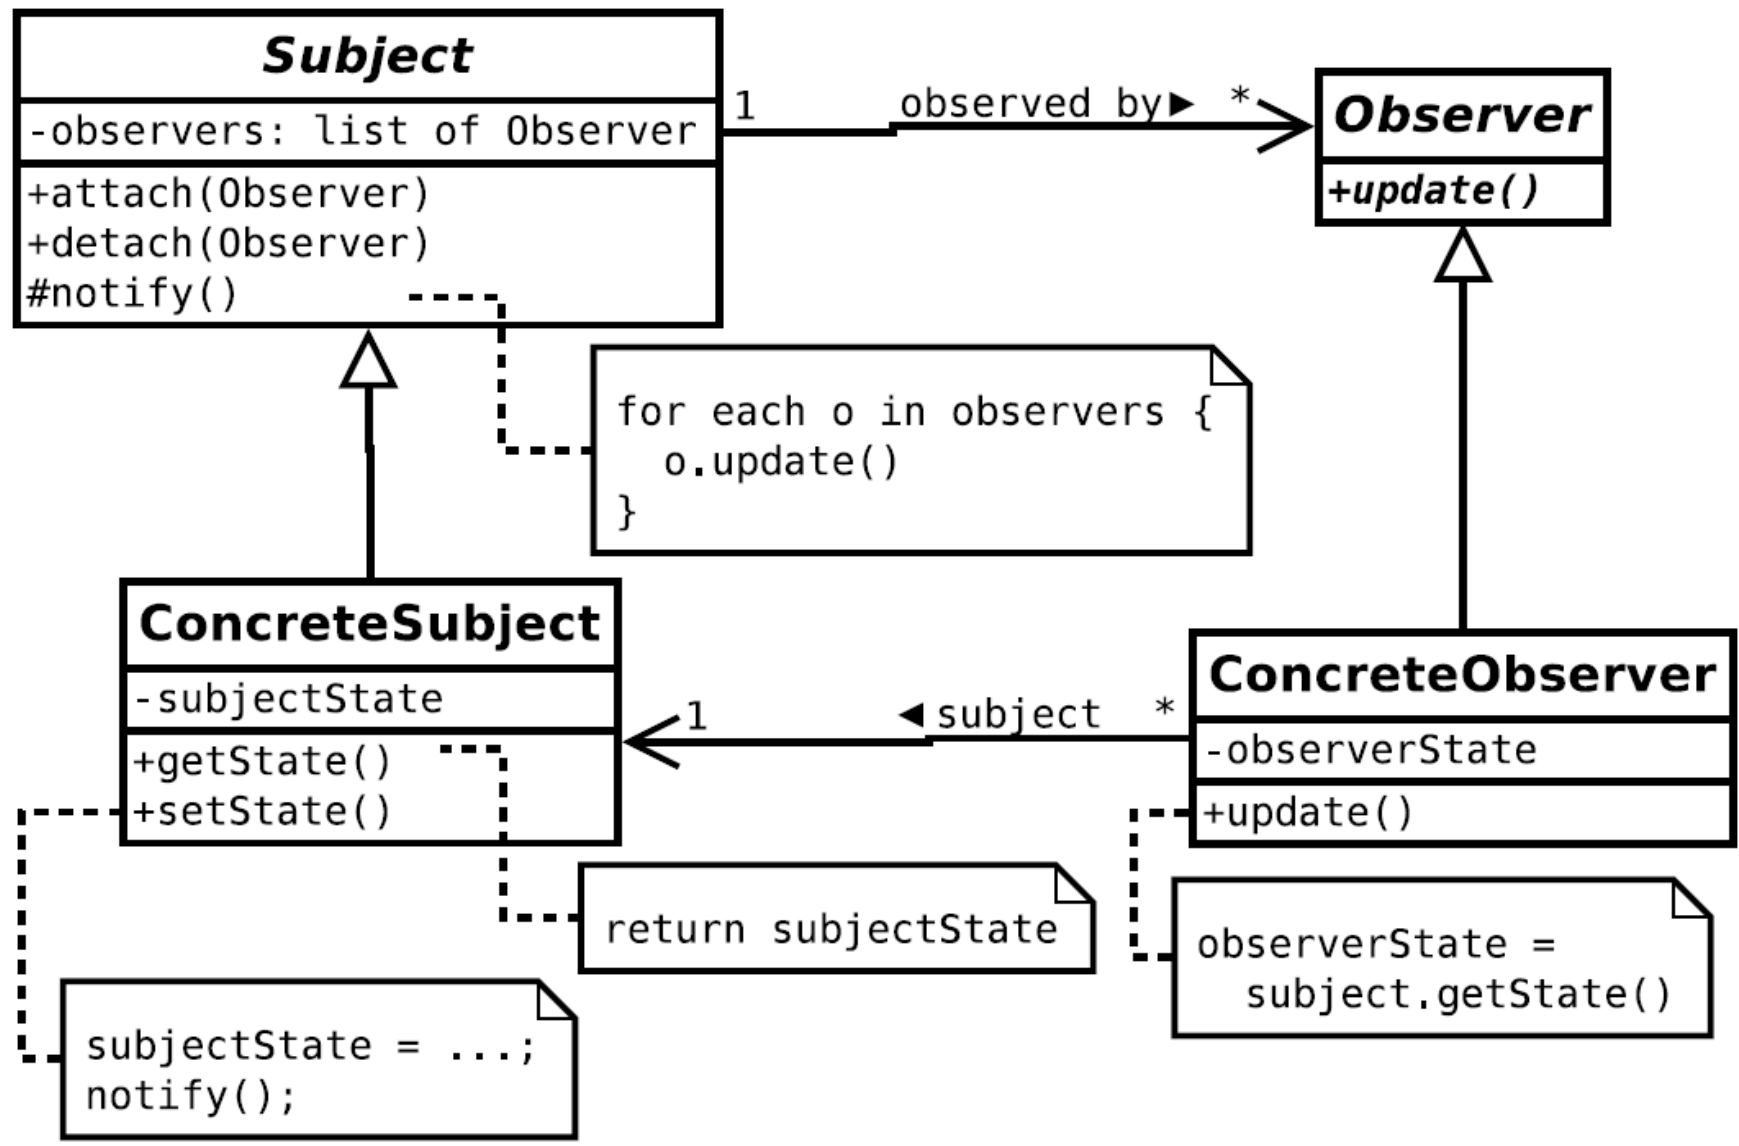 Subject
-observers: list of Observer
+attach(Observer)
+detach(Observer)
#notify()
1
observed by▶
*
Observer
+update()
for each o in observers {
  o.update()
}
ConcreteSubject
-subjectState
+getState()
+setState()
1
◀subject
*
ConcreteObserver
-observerState
+update()
return subjectState
observerState =
  subject.getState()
subjectState = ...;
notify();